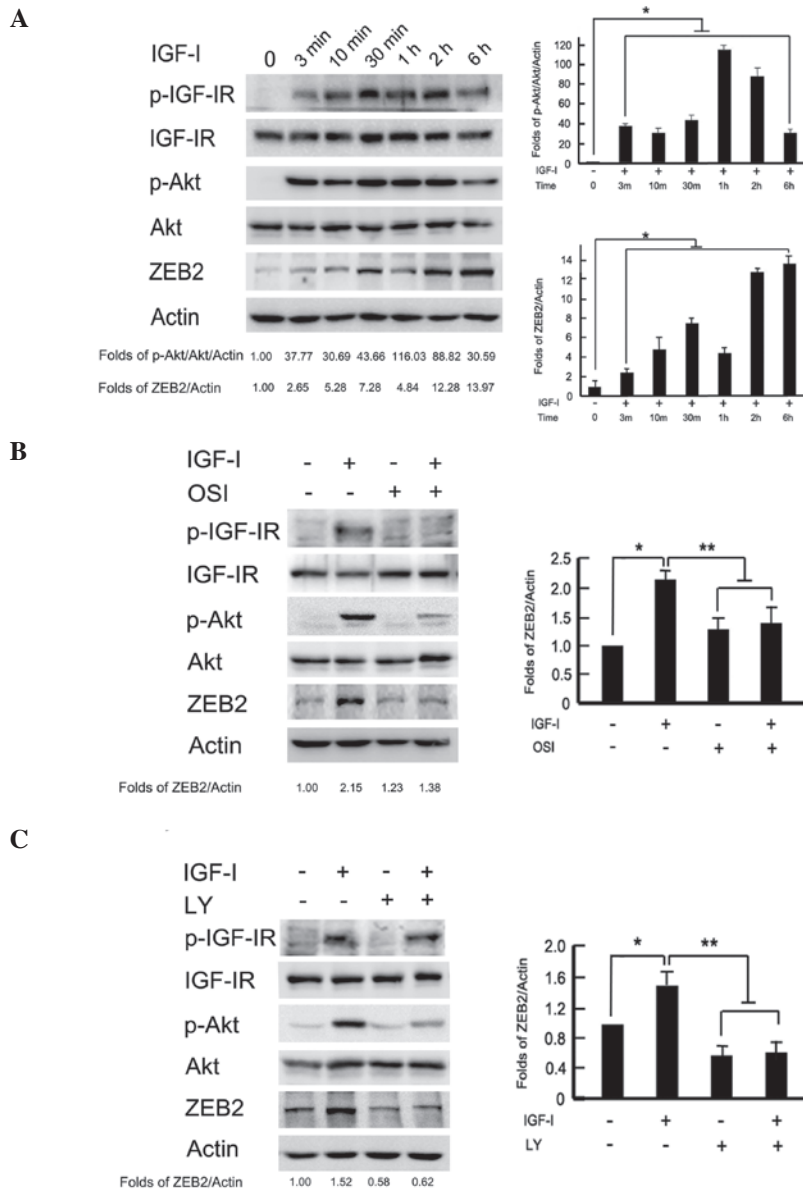 A
IGF-I 0 3 min 10 min 30 min 1 h 2 h 6 h
p-IGF-IR
IGF-IR
p-Akt
Akt
ZEB2
Actin
Folds of p-Akt/Akt/Actin 1.00 37.77 30.69 43.66 116.03 88.82 30.59
Folds of ZEB2/Actin 1.00 2.65 5.28 7.28 4.84 12.28 13.97
*
Folds of p-Akt/Akt/Actin
120
100
80
60
40
20
0
IGF-I - + + + + + +
Time 0 3m 10m 30m 1h 2h 6h
*
Folds of ZEB2/Actin
14
12
10
8
6
4
2
0
IGF-I - + + + + + +
Time 0 3m 10m 30m 1h 2h 6h
B
IGF-I - + - +
OSI - - + +
p-IGF-IR
IGF-IR
p-Akt
Akt
ZEB2
Actin
Folds of ZEB2/Actin 1.00 2.15 1.23 1.38
* **
Folds of ZEB2/Actin
2.5
2.0
1.5
1.0
0.5
0
IGF-I - + - +
OSI - - + +
C
IGF-I - + - +
LY - - + +
p-IGF-IR
IGF-IR
p-Akt
Akt
ZEB2
Actin
Folds of ZEB2/Actin 1.00 1.52 0.58 0.62
* **
Folds of ZEB2/Actin
2.0
1.6
1.2
0.8
0.4
0
IGF-I - + - +
LY - - + +